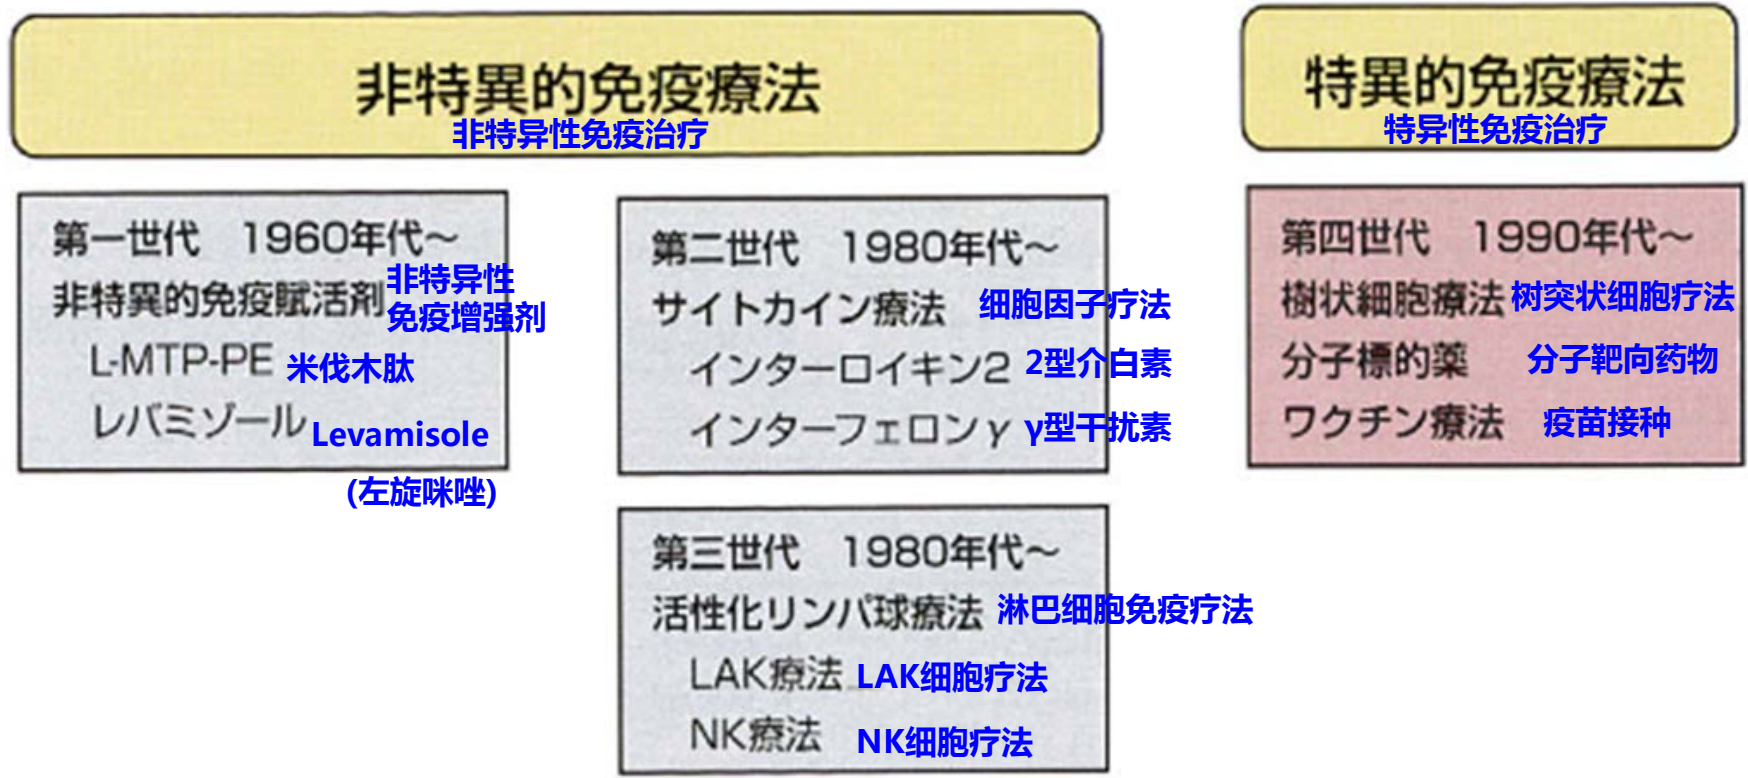 非特異的免疫療法
非特异性免疫治疗
特異的免疫療法
特异性免疫治疗
第一世代 1960年代~
非特異的免疫賦活剤
非特异性
免疫增强剂
L-MTP-PE 米伐木肽
レバミゾール Levamisole
(左旋咪唑)
第二世代 1980年代~
サイトカイン療法 细胞因子疗法
インターロイキン2 2型介白素
インターフェロンγ γ型干扰素
第三世代 1980年代~
活性化リンパ球療法 淋巴细胞免疫疗法
LAK療法 LAK细胞疗法
NK療法 NK细胞疗法
第四世代 1990年代~
樹状細胞療法 树突状细胞疗法
分子標的薬 分子靶向药物
ワクチン療法 疫苗接种